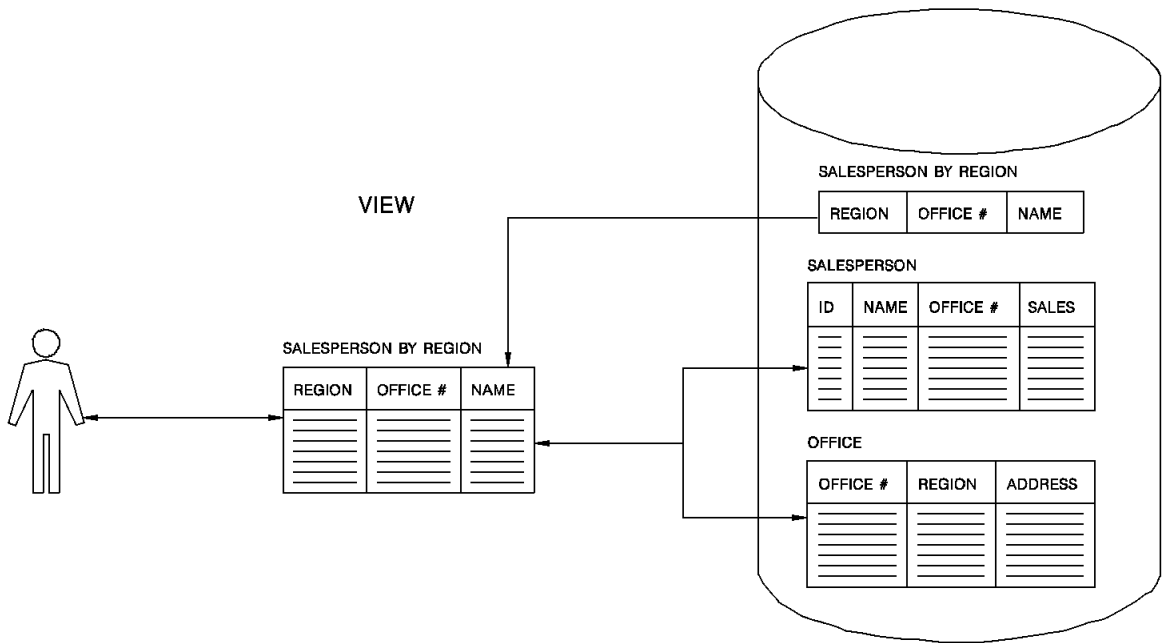 VIEW
SALESPERSON BY REGION
REGION OFFICE # NAME
SALESPERSON BY REGION
REGION OFFICE # NAME
SALESPERSON
ID NAME OFFICE # SALES
OFFICE
OFFICE # REGION ADDRESS